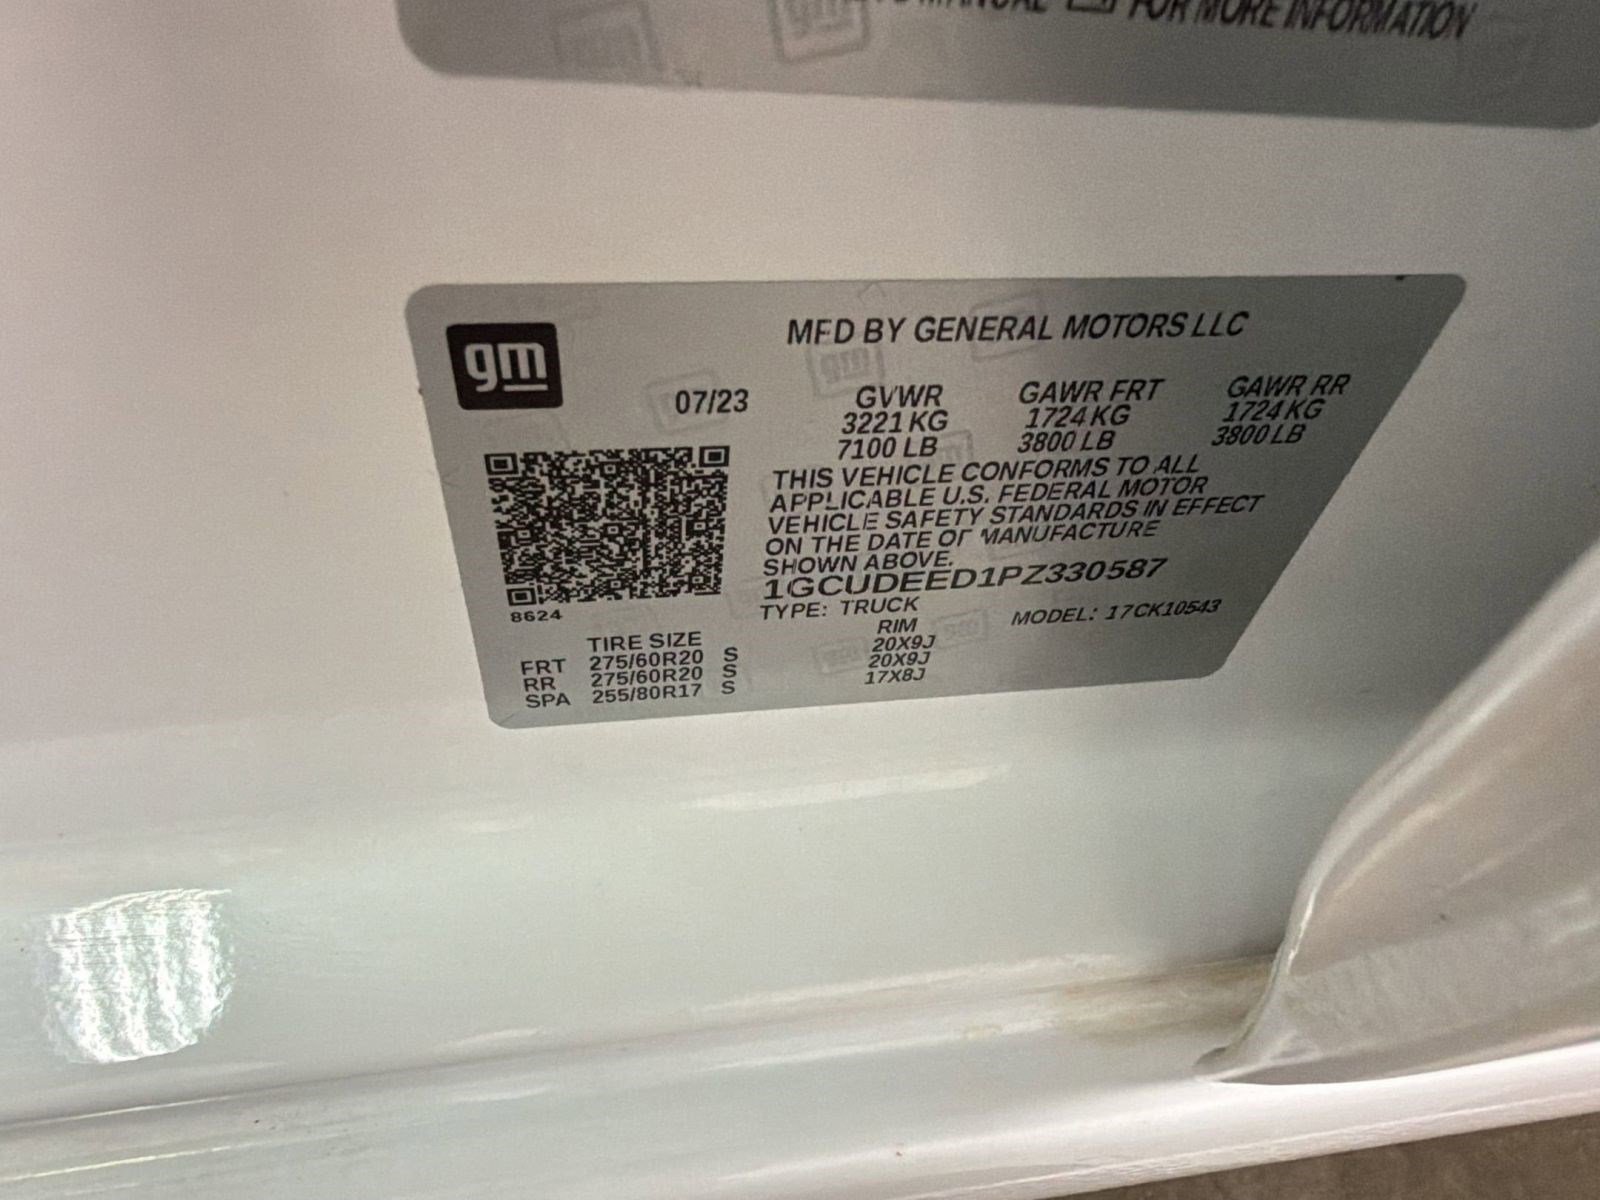 MANUAL FOR MORE INFORMATION
gm
MFD BY GENERAL MOTORS LLC
07/23
GVWR GAWR FRT GAWR RR
3221 KG 1724 KG 1724 KG
7100 LB 3800 LB 3800 LB
THIS VEHICLE CONFORMS TO ALL
APPLICABLE U.S. FEDERAL MOTOR
VEHICLE SAFETY STANDARDS IN EFFECT
ON THE DATE OF MANUFACTURE
SHOWN ABOVE.
1GCUDEED1PZ330587
8624
TYPE: TRUCK MODEL: 17CK10543
TIRE SIZE RIM
FRT 275/60R20 S 20X9J
RR 275/60R20 S 20X9J
SPA 255/80R17 S 17X8J